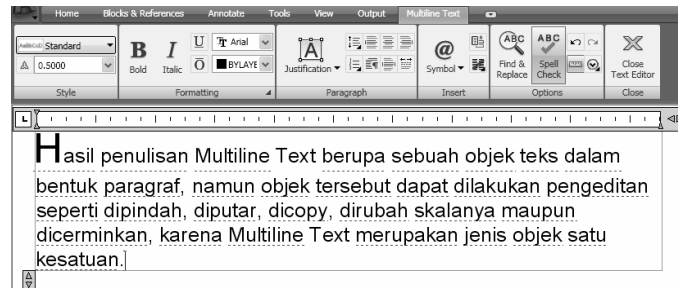 Home Blocks & References Annotate Tools View Output Multiline Text
AaBbCcD Standard
0.5000
Style
B Bold
I Italic
U Arial
O BYLAYE
Formatting
A Justification
Paragraph
@ Symbol
Insert
ABC Find & Replace
ABC Spell Check
Options
Close Text Editor
Close
L
Hasil penulisan Multiline Text berupa sebuah objek teks dalam
bentuk paragraf, namun objek tersebut dapat dilakukan pengeditan
seperti dipindah, diputar, dicopy, dirubah skalanya maupun
dicerminkan, karena Multiline Text merupakan jenis objek satu
kesatuan.